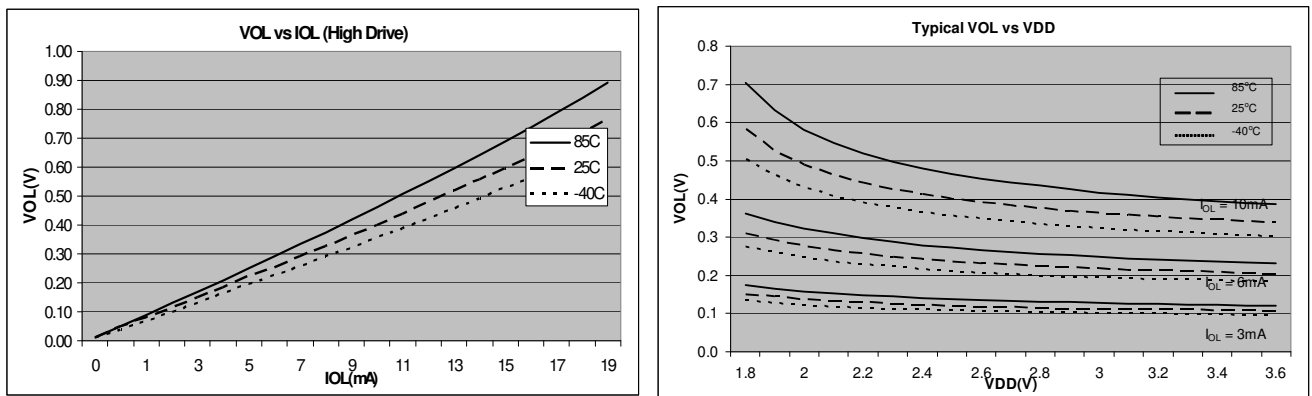 VOL vs IOL (High Drive)
1.00
0.90
0.80
0.70
0.60
0.50
0.40
0.30
0.20
0.10
0.00
VOL(V)
0 1 3 4 5 7 8 9 11 13 15 17 19
IOL(mA)
85C
25C
-40C
Typical VOL vs VDD
0.8
0.7
0.6
0.5
0.4
0.3
0.2
0.1
0.0
VOL(V)
1.8 2 2.2 2.4 2.6 2.8 3 3.2 3.4 3.6
VDD(V)
85°C
25°C
-40°C
IOL = 10mA
IOL = 6mA
IOL = 3mA